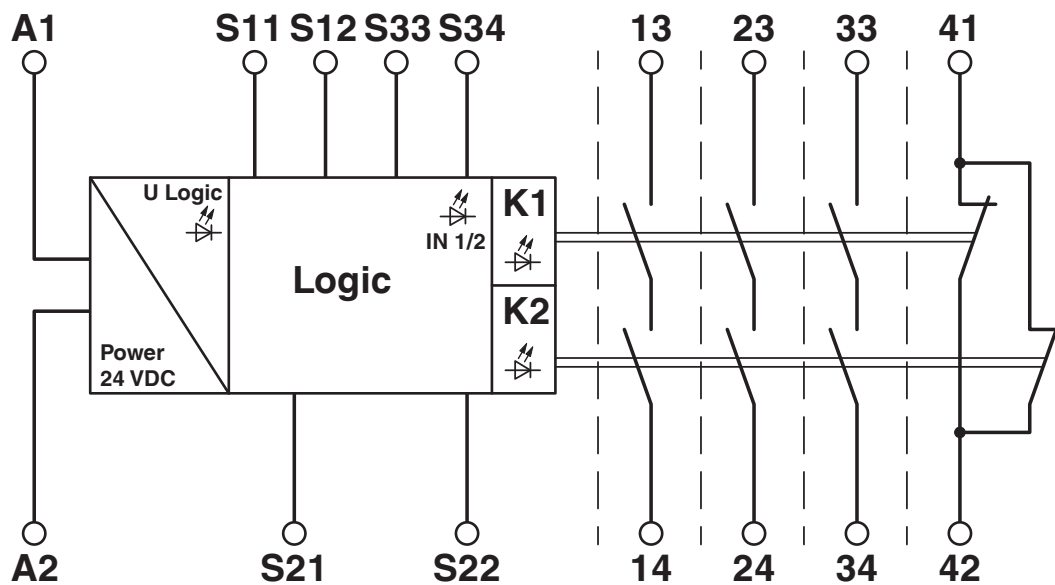 A1 S11 S12 S33 S34 13 23 33 41
U Logic
K1
IN 1/2
Logic
K2
Power
24 VDC
A2 S21 S22 14 24 34 42